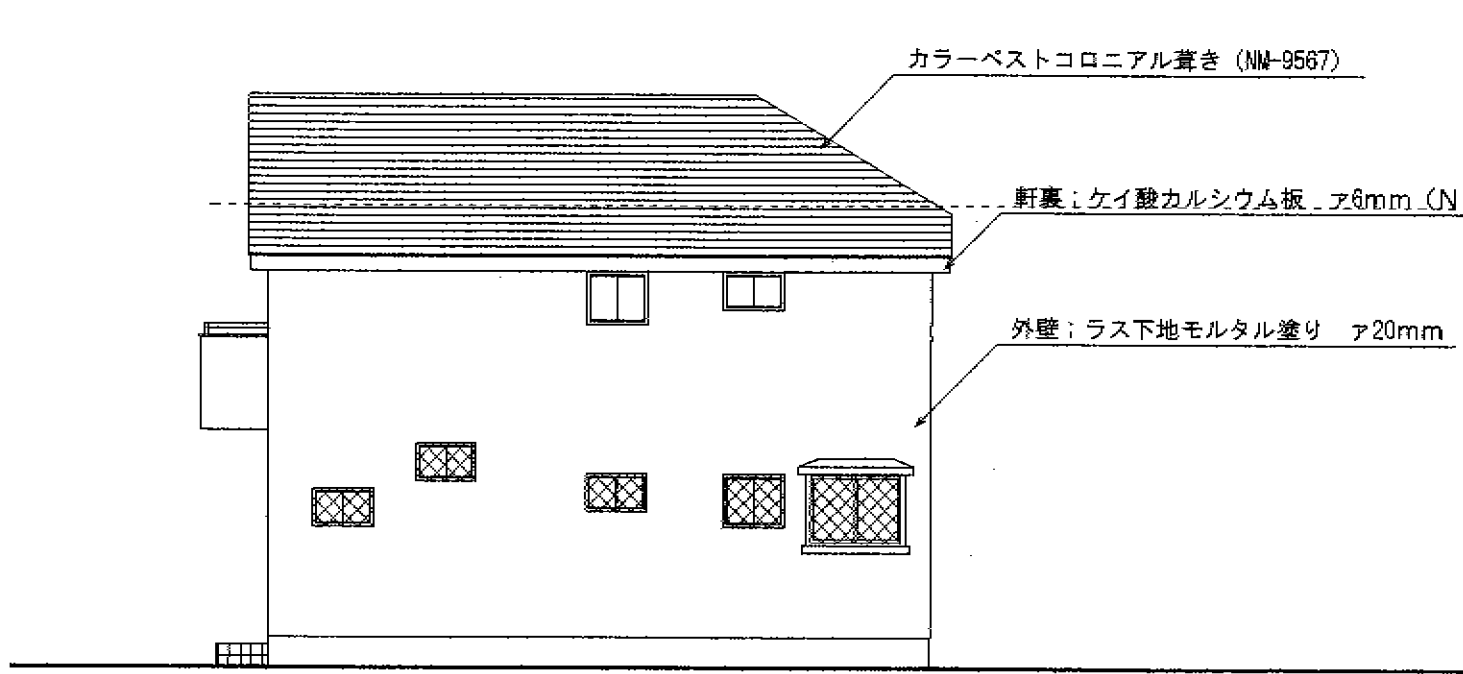 カラーベストコロニアル葺き (NM-9567)
軒裏；ケイ酸カルシウム板 ァ6mm (N
外壁；ラス下地モルタル塗り ァ20mm